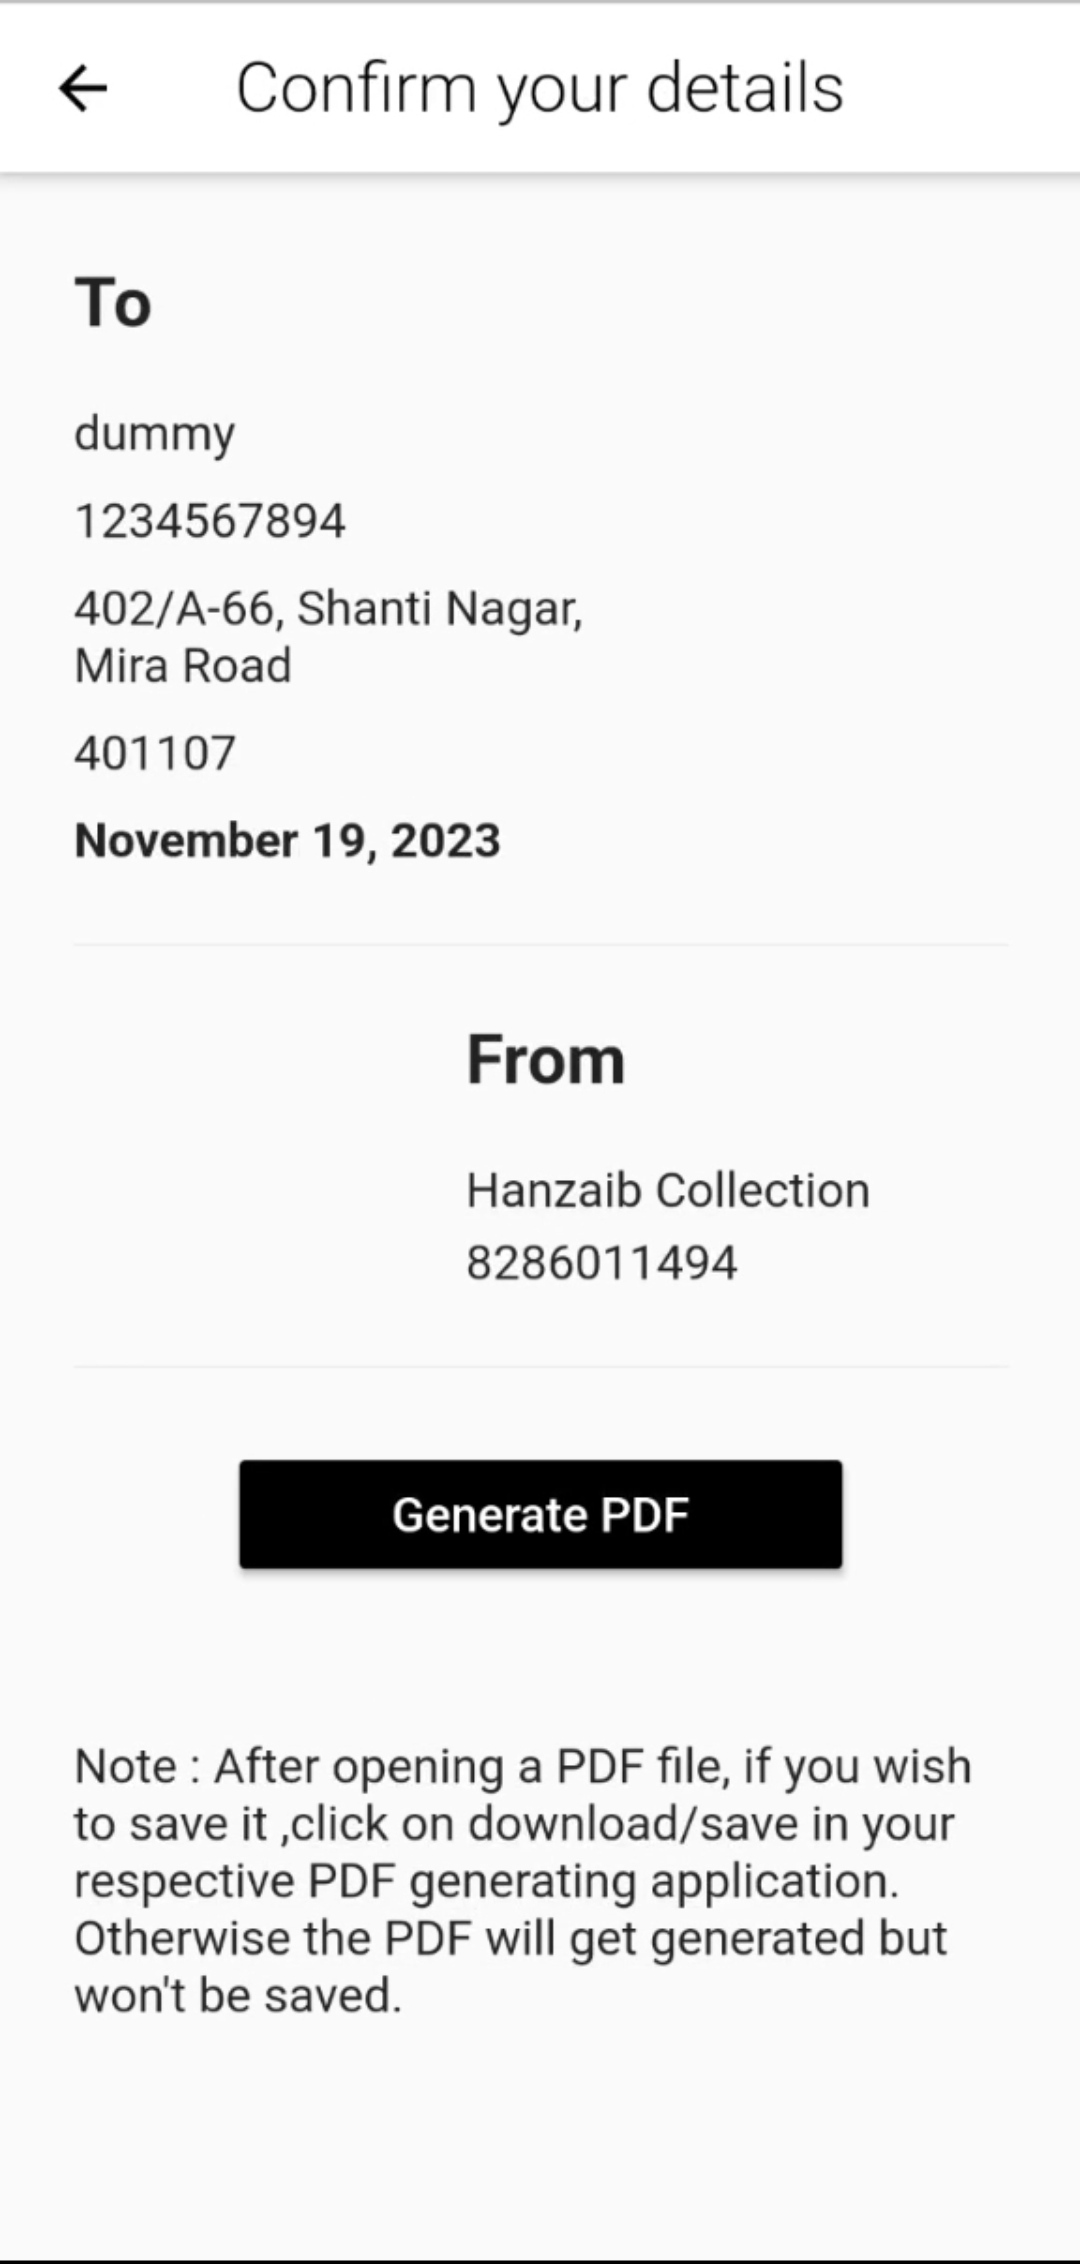 Confirm your details
To
dummy
1234567894
402/A-66, Shanti Nagar,
Mira Road
401107
November 19, 2023
From
Hanzaib Collection
8286011494
Generate PDF
Note : After opening a PDF file, if you wish
to save it ,click on download/save in your
respective PDF generating application.
Otherwise the PDF will get generated but
won't be saved.